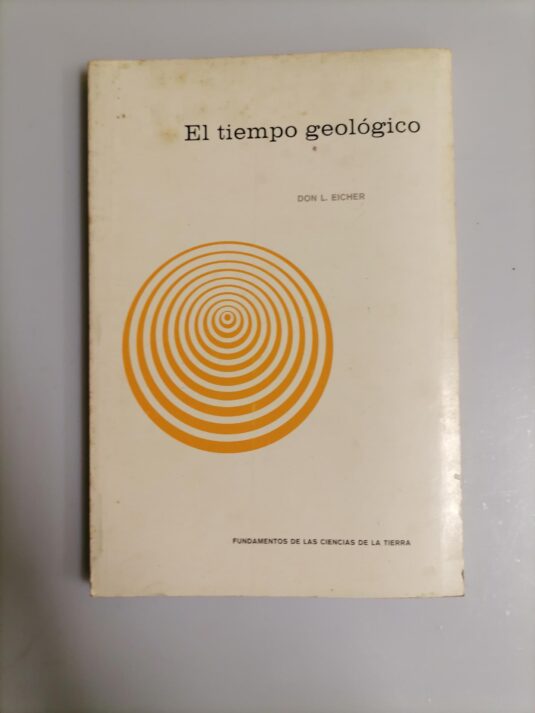 El tiempo geológico
DON L. EICHER
FUNDAMENTOS DE LAS CIENCIAS DE LA TIERRA